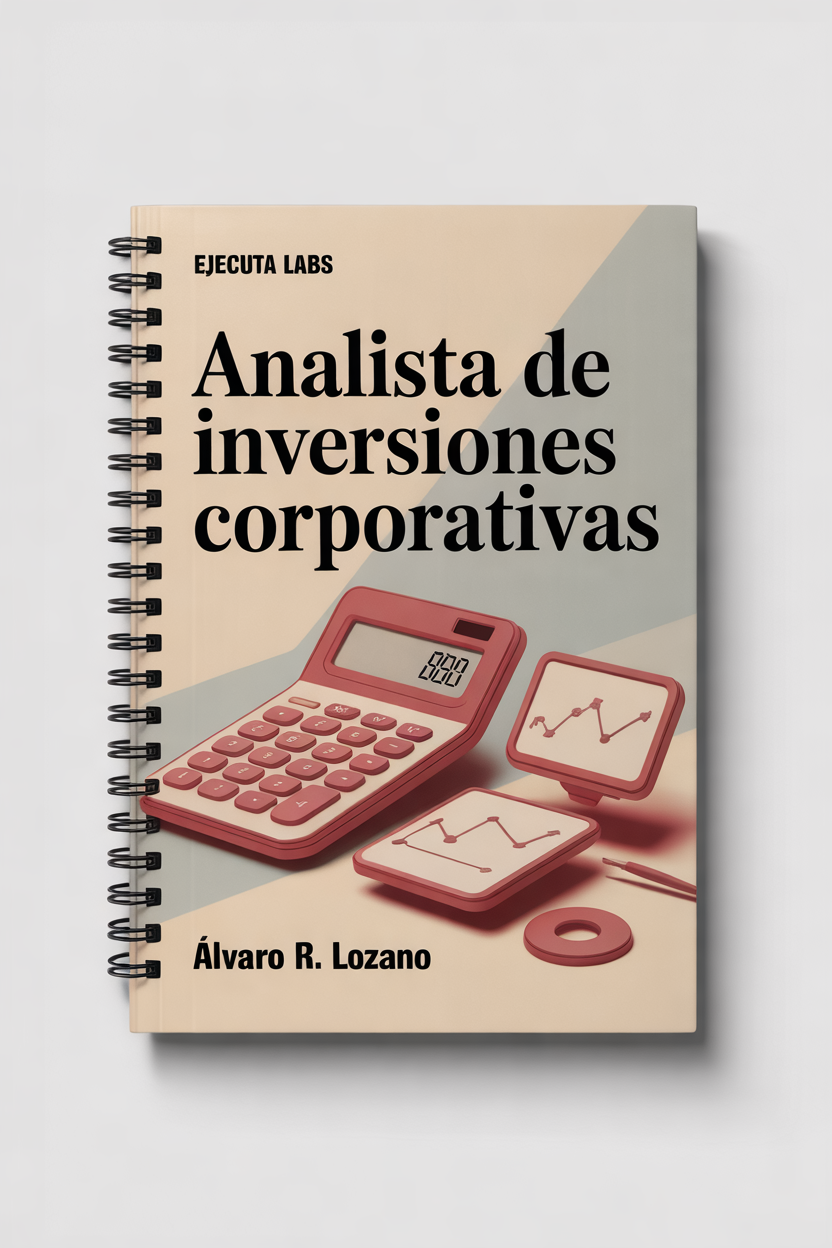 EJECUTA LABS
Analista de
inversiones
corporativas
Álvaro R. Lozano